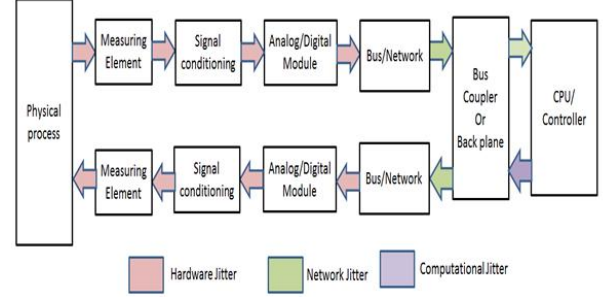 Physical
process
Measuring
Element
Signal
conditioning
Analog/Digital
Module
Bus/Network
Bus
Coupler
Or
Back plane
CPU/
Controller
Measuring
Element
Signal
conditioning
Analog/Digital
Module
Bus/Network
Hardware Jitter
Network Jitter
Computational Jitter